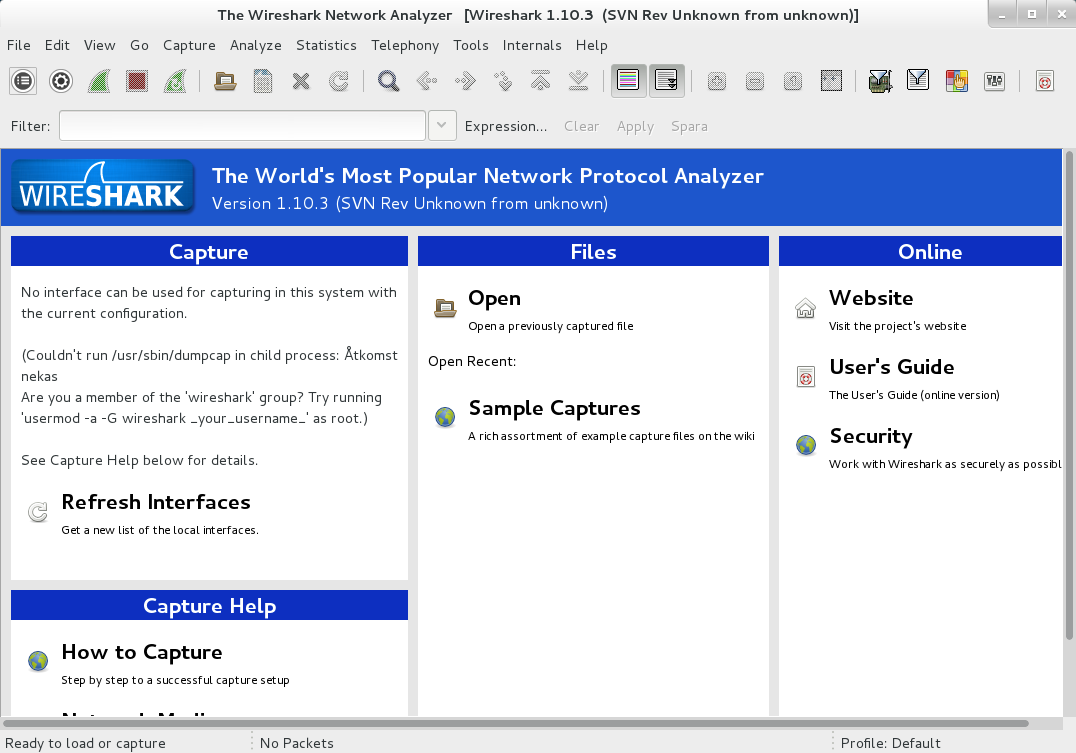 The Wireshark Network Analyzer [Wireshark 1.10.3 (SVN Rev Unknown from unknown)]
File Edit View Go Capture Analyze Statistics Telephony Tools Internals Help
Filter: Expression... Clear Apply Spara
WIRESHARK
The World's Most Popular Network Protocol Analyzer
Version 1.10.3 (SVN Rev Unknown from unknown)
Capture
No interface can be used for capturing in this system with
the current configuration.
(Couldn't run /usr/sbin/dumpcap in child process: Åtkomst
nekas
Are you a member of the 'wireshark' group? Try running
'usermod -a -G wireshark _your_username_' as root.)
See Capture Help below for details.
Refresh Interfaces
Get a new list of the local interfaces.
Capture Help
How to Capture
Step by step to a successful capture setup
Files
Open
Open a previously captured file
Open Recent:
Sample Captures
A rich assortment of example capture files on the wiki
Online
Website
Visit the project's website
User's Guide
The User's Guide (online version)
Security
Work with Wireshark as securely as possibl
Ready to load or capture
No Packets
Profile: Default